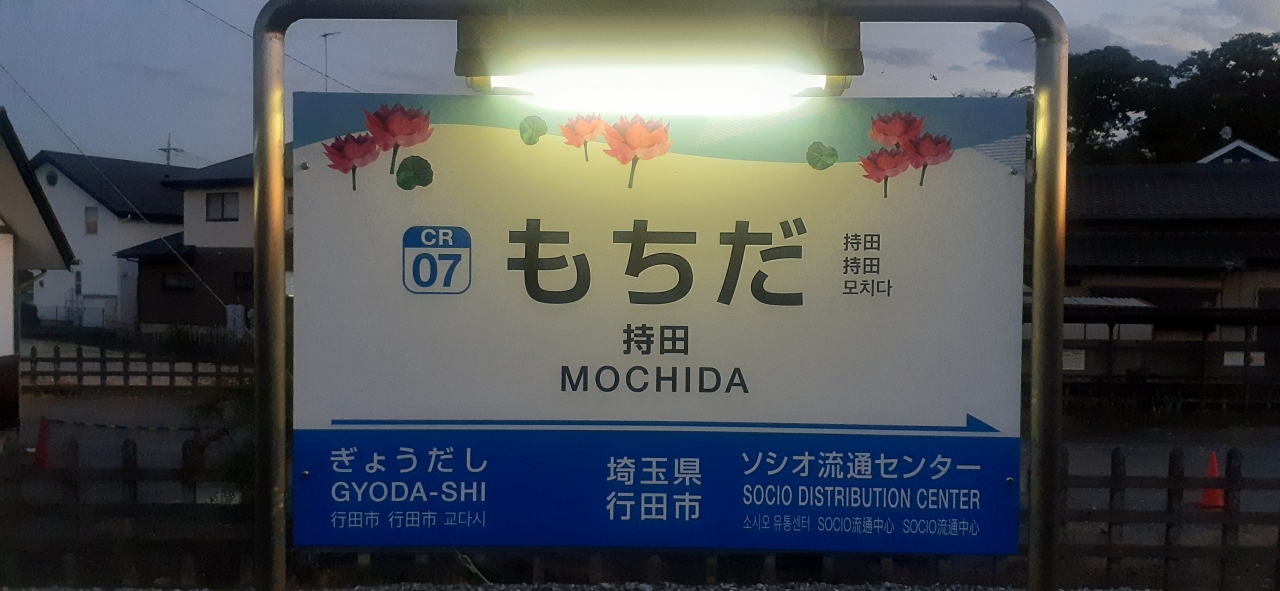 CR
07
もちだ
持田
持田
모치다
持田
MOCHIDA
ぎょうだし
GYODA-SHI
行田市 行田市 교다시
埼玉県
行田市
ソシオ流通センター
SOCIO DISTRIBUTION CENTER
소시오 유통센터 SOCIO流通中心 SOCIO流通中心